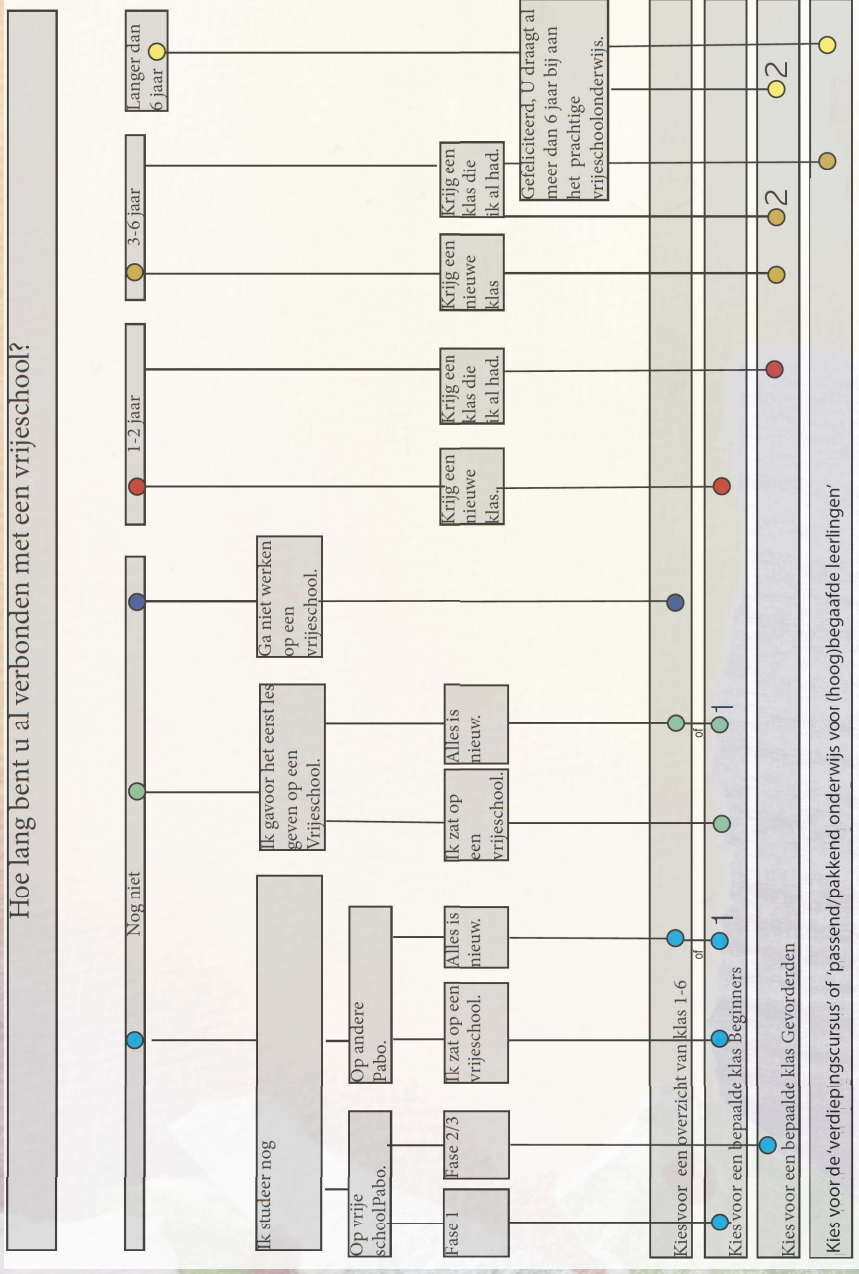 Hoe lang bent u al verbonden met een vrijeschool?
Nog niet
1-2 jaar
3-6 jaar
Langer dan
6 jaar
Ik studeer nog
Ik gavoor het eerst les
geven op een
Vrijeschool.
Ga niet werken
op een
vrijeschool.
Op vrije
schoolPabo.
Op andere
Pabo.
Fase 1
Fase 2/3
Ik zat op een
vrijeschool.
Alles is
nieuw.
Ik zat op
een
vrijeschool.
Alles is
nieuw.
Krijg een
nieuwe
klas.
Krijg een
klas die
ik al had.
Krijg een
nieuwe
klas
Krijg een
klas die
ik al had.
Gefeliciteerd, U draagt al
meer dan 6 jaar bij aan
het prachtige
vrijeschoolonderwijs.
Kies voor een overzicht van klas 1-6
of
of
Kies voor een bepaalde klas Beginners
1
1
Kies voor een bepaalde klas Gevorderden
2
2
Kies voor de 'verdiepingscursus' of 'passend/pakkend onderwijs voor (hoog)begaafde leerlingen'